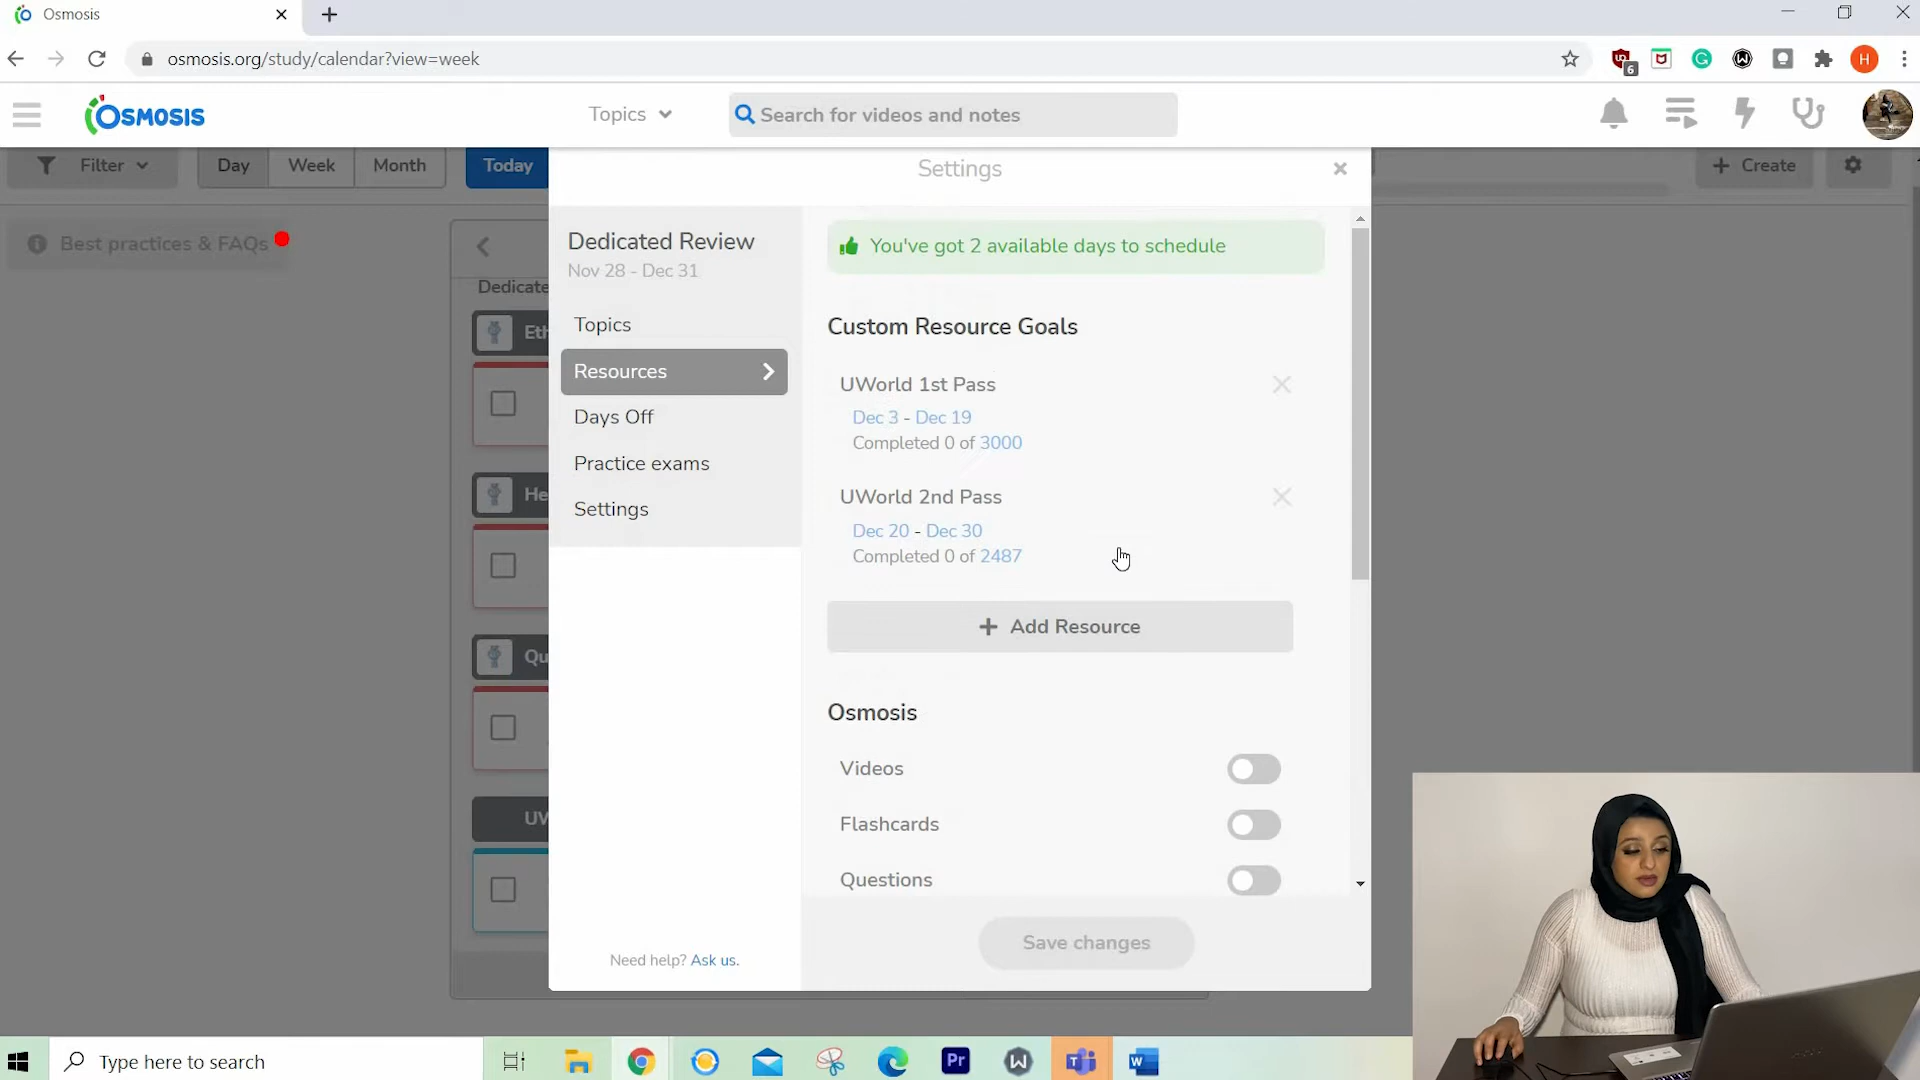 Osmosis
osmosis.org/study/calendar?view=week
6
H
OSMOSIS
Topics
Search for videos and notes
Filter
Day
Week
Month
Today
Settings
Create
Best practices & FAQs
Dedicated Review
Nov 28 - Dec 31
Topics
Resources
Days Off
Practice exams
Settings
Need help? Ask us.
You've got 2 available days to schedule
Custom Resource Goals
UWorld 1st Pass
Dec 3 - Dec 19
Completed 0 of 3000
UWorld 2nd Pass
Dec 20 - Dec 30
Completed 0 of 2487
Add Resource
Osmosis
Videos
Flashcards
Questions
Save changes
Type here to search
Pr